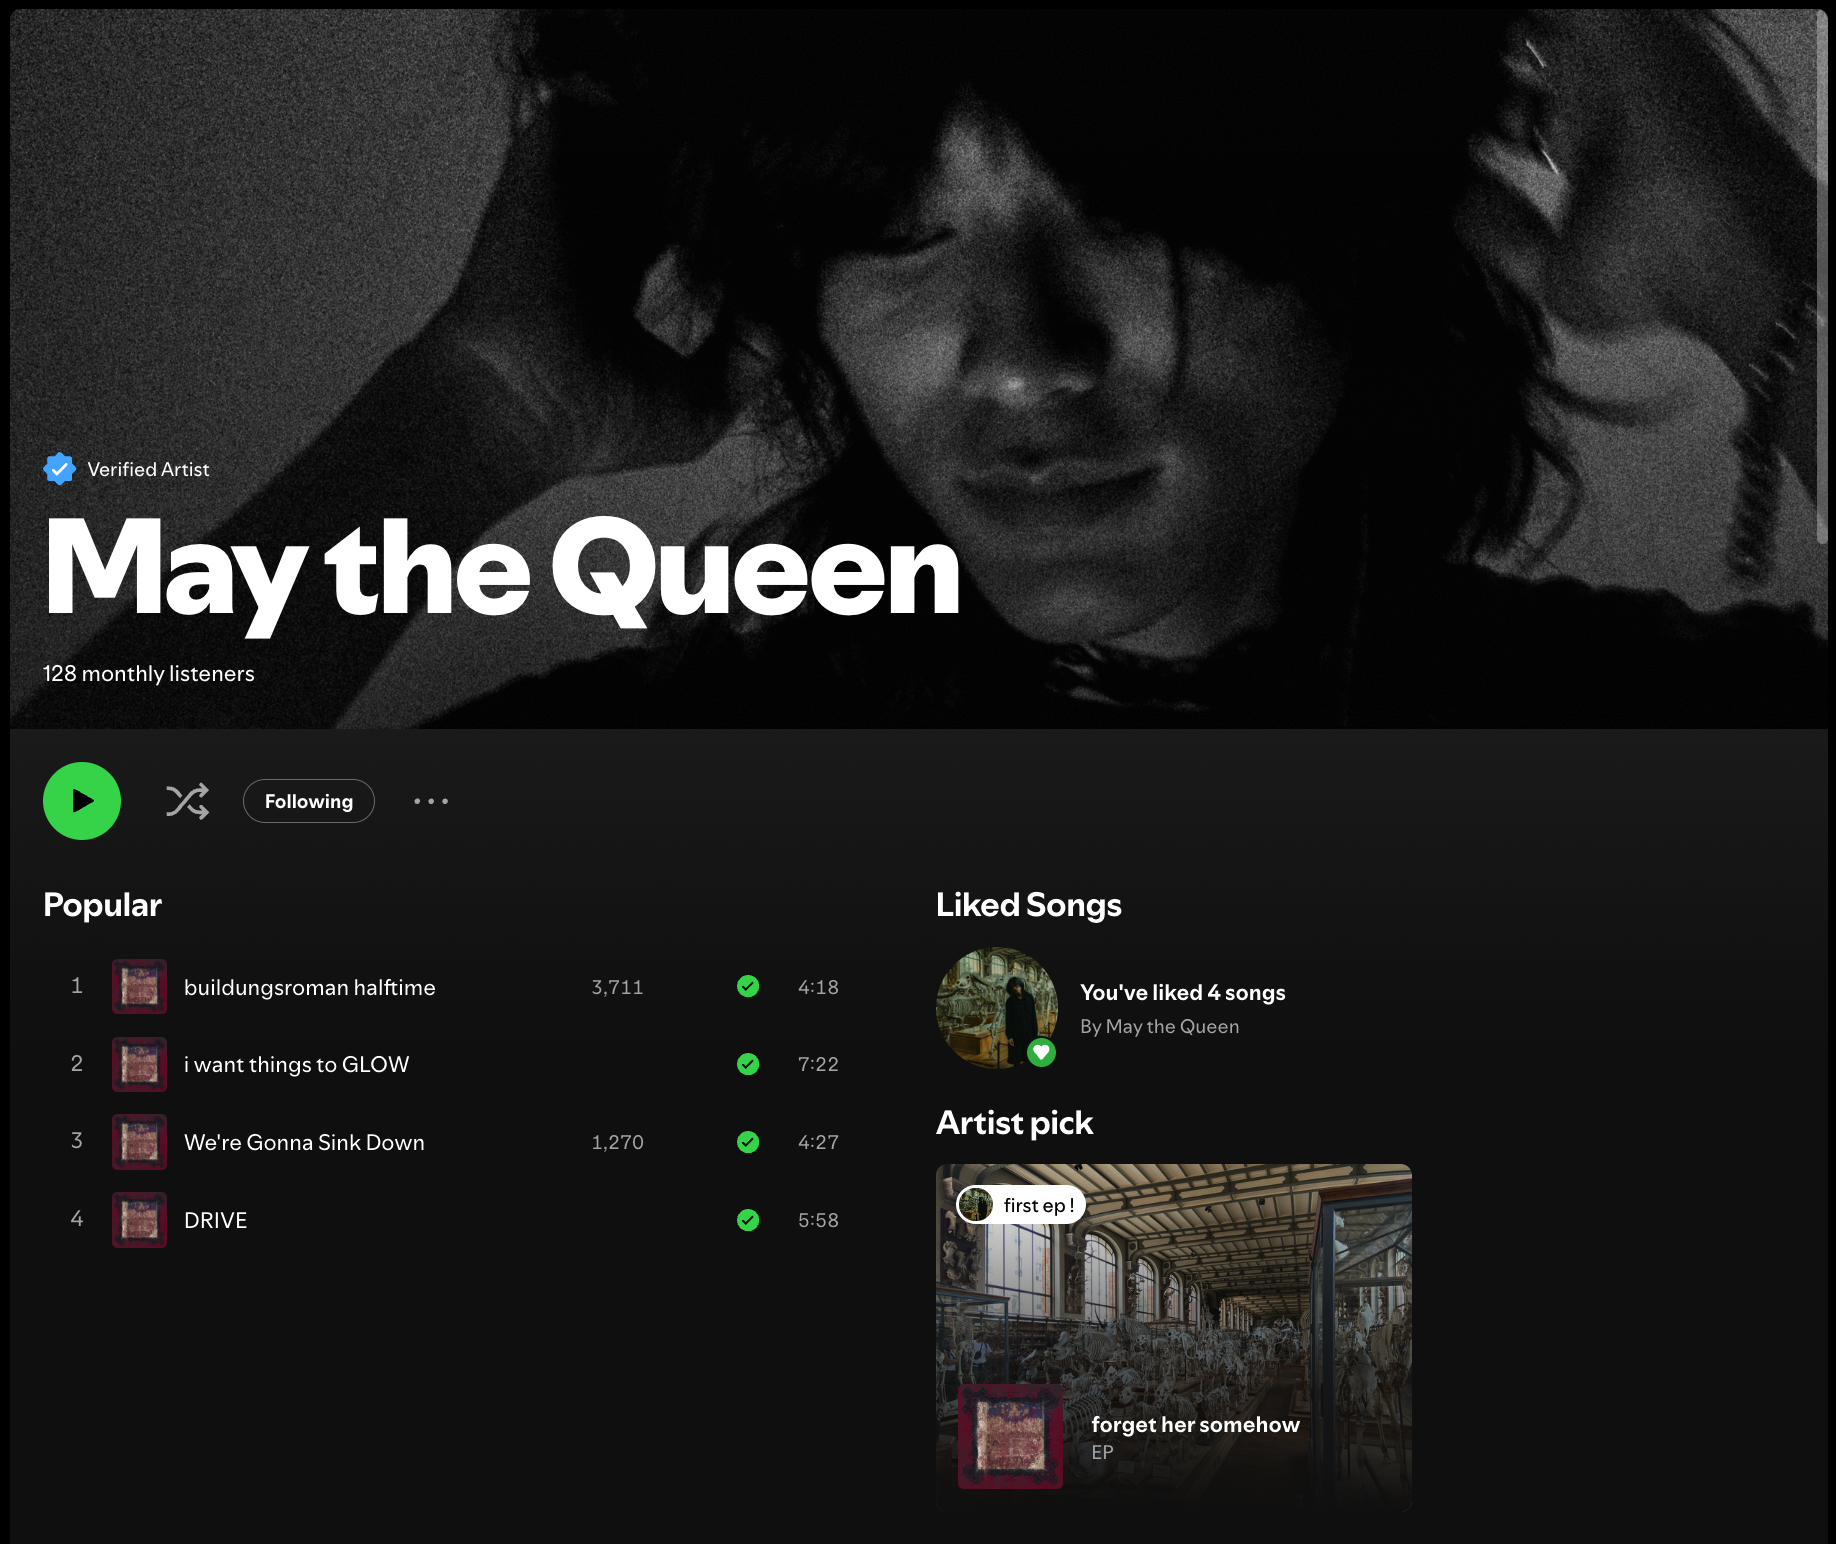 Verified Artist
May the Queen
128 monthly listeners
Following
Popular
1 buildungsroman halftime 3,711 4:18
2 i want things to GLOW 7:22
3 We're Gonna Sink Down 1,270 4:27
4 DRIVE 5:58
Liked Songs
You've liked 4 songs
By May the Queen
Artist pick
first ep !
forget her somehow
EP